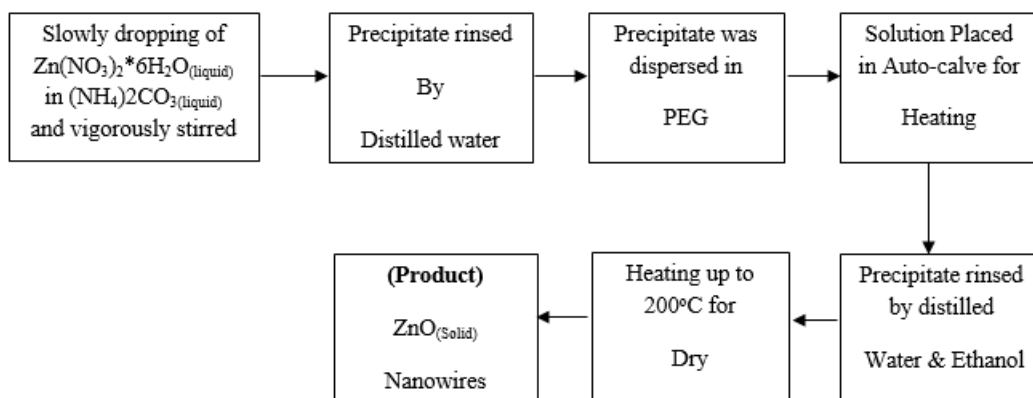 Slowly dropping of
Zn(NO₃)₂*6H₂O(liquid)
in (NH₄)2CO₃(liquid)
and vigorously stirred
Precipitate rinsed
By
Distilled water
Precipitate was
dispersed in
PEG
Solution Placed
in Auto-calve for
Heating
Precipitate rinsed
by distilled
Water & Ethanol
Heating up to
200°C for
Dry
(Product)
ZnO(Solid)
Nanowires